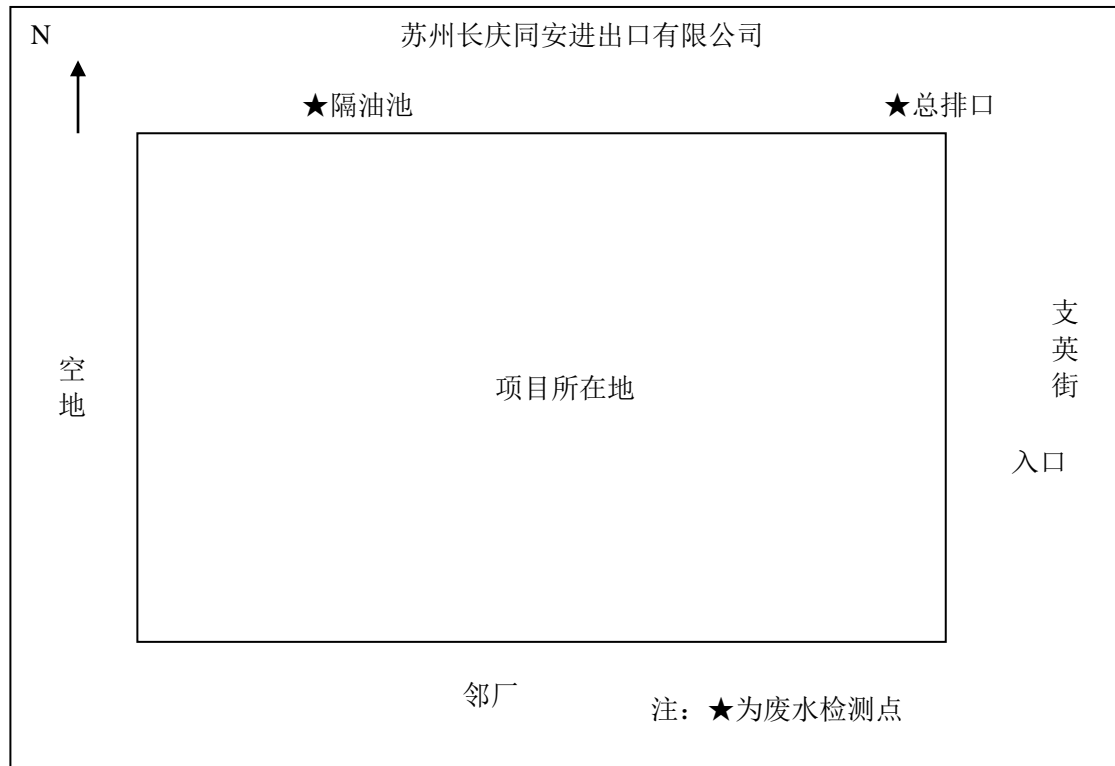 N
苏州长庆同安进出口有限公司
★隔油池
★总排口
支英街
空地
项目所在地
入口
邻厂
注：★为废水检测点